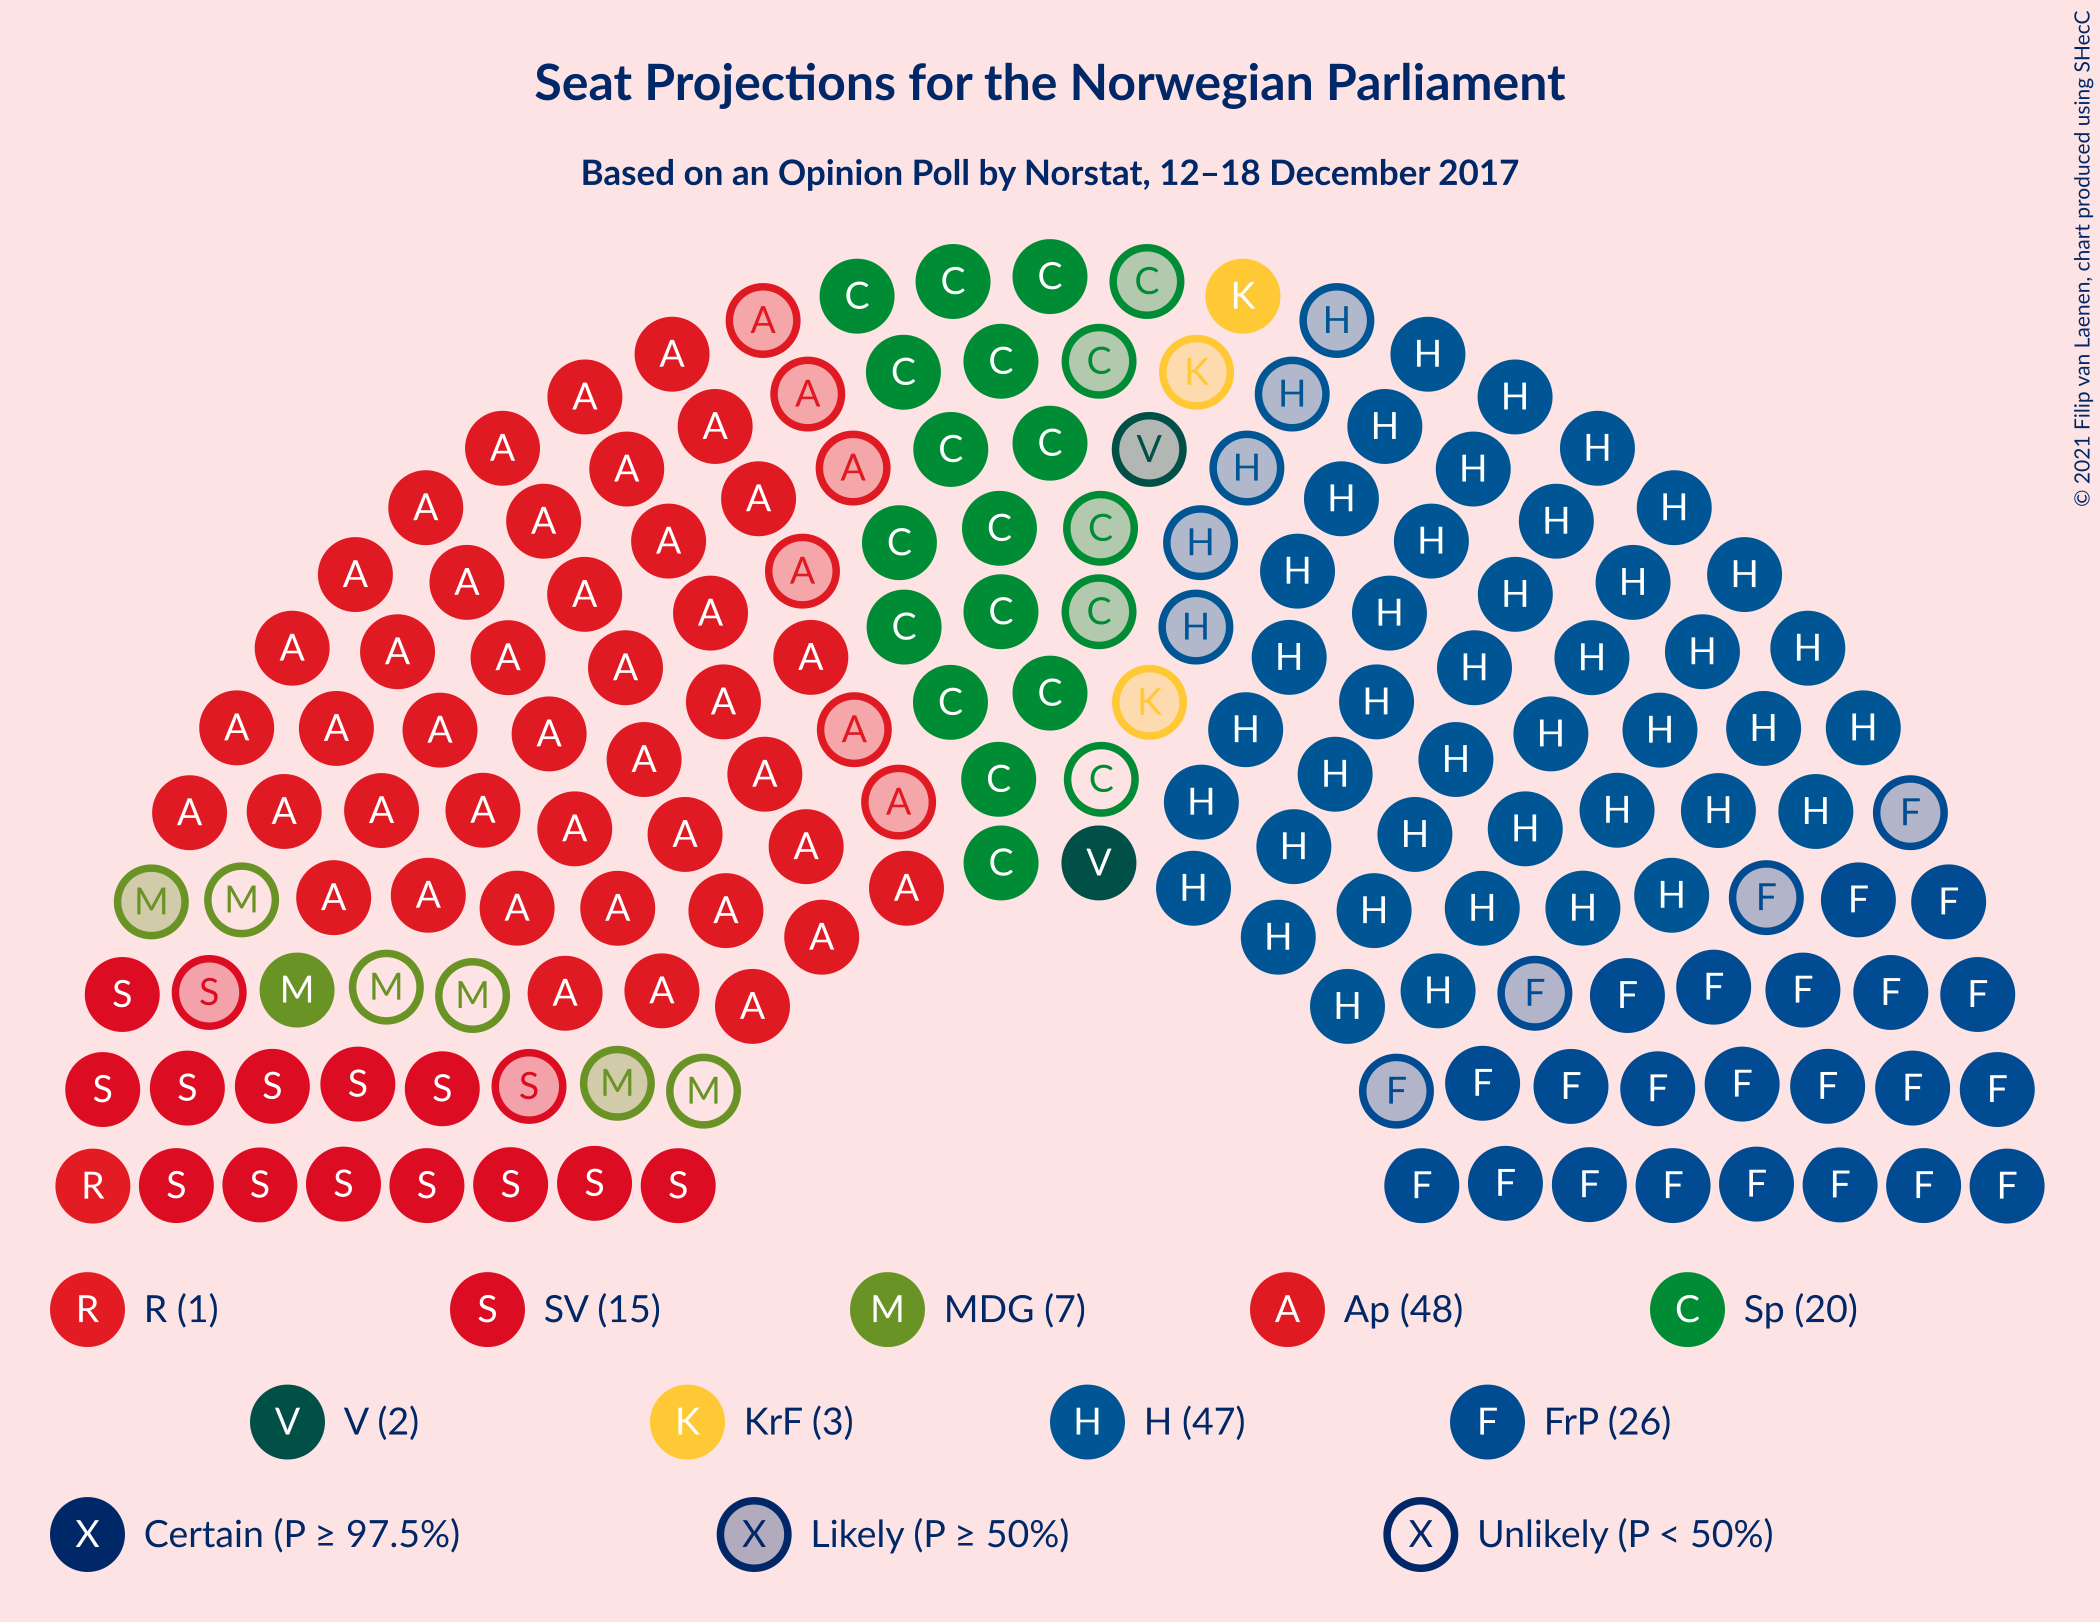 Seat Projections for the Norwegian Parliament
Based on an Opinion Poll by Norstat, 12–18 December 2017
© 2021 Filip van Laenen, chart produced using SHecC
C C C C K
A H
A C C C K H H
A A H H
A A C C V H H H
A A A H H H
A A A C C C H H H H
A A A A H H H H
A A A A C C C H H H H H
A A A A A H H H H H
A A A A A A C C K H H H H H H
A A A A A C C H H H H H
A A A A A A A C V H H H H H H F
M M A A A A A A H H H H H F F F
S S M M M A A A H H F F F F F F
S S S S S S M M F F F F F F F F
R S S S S S S S F F F F F F F F
R R (1) S SV (15) M MDG (7) A Ap (48) C Sp (20)
V V (2) K KrF (3) H H (47) F FrP (26)
X Certain (P ≥ 97.5%) X Likely (P ≥ 50%) X Unlikely (P < 50%)